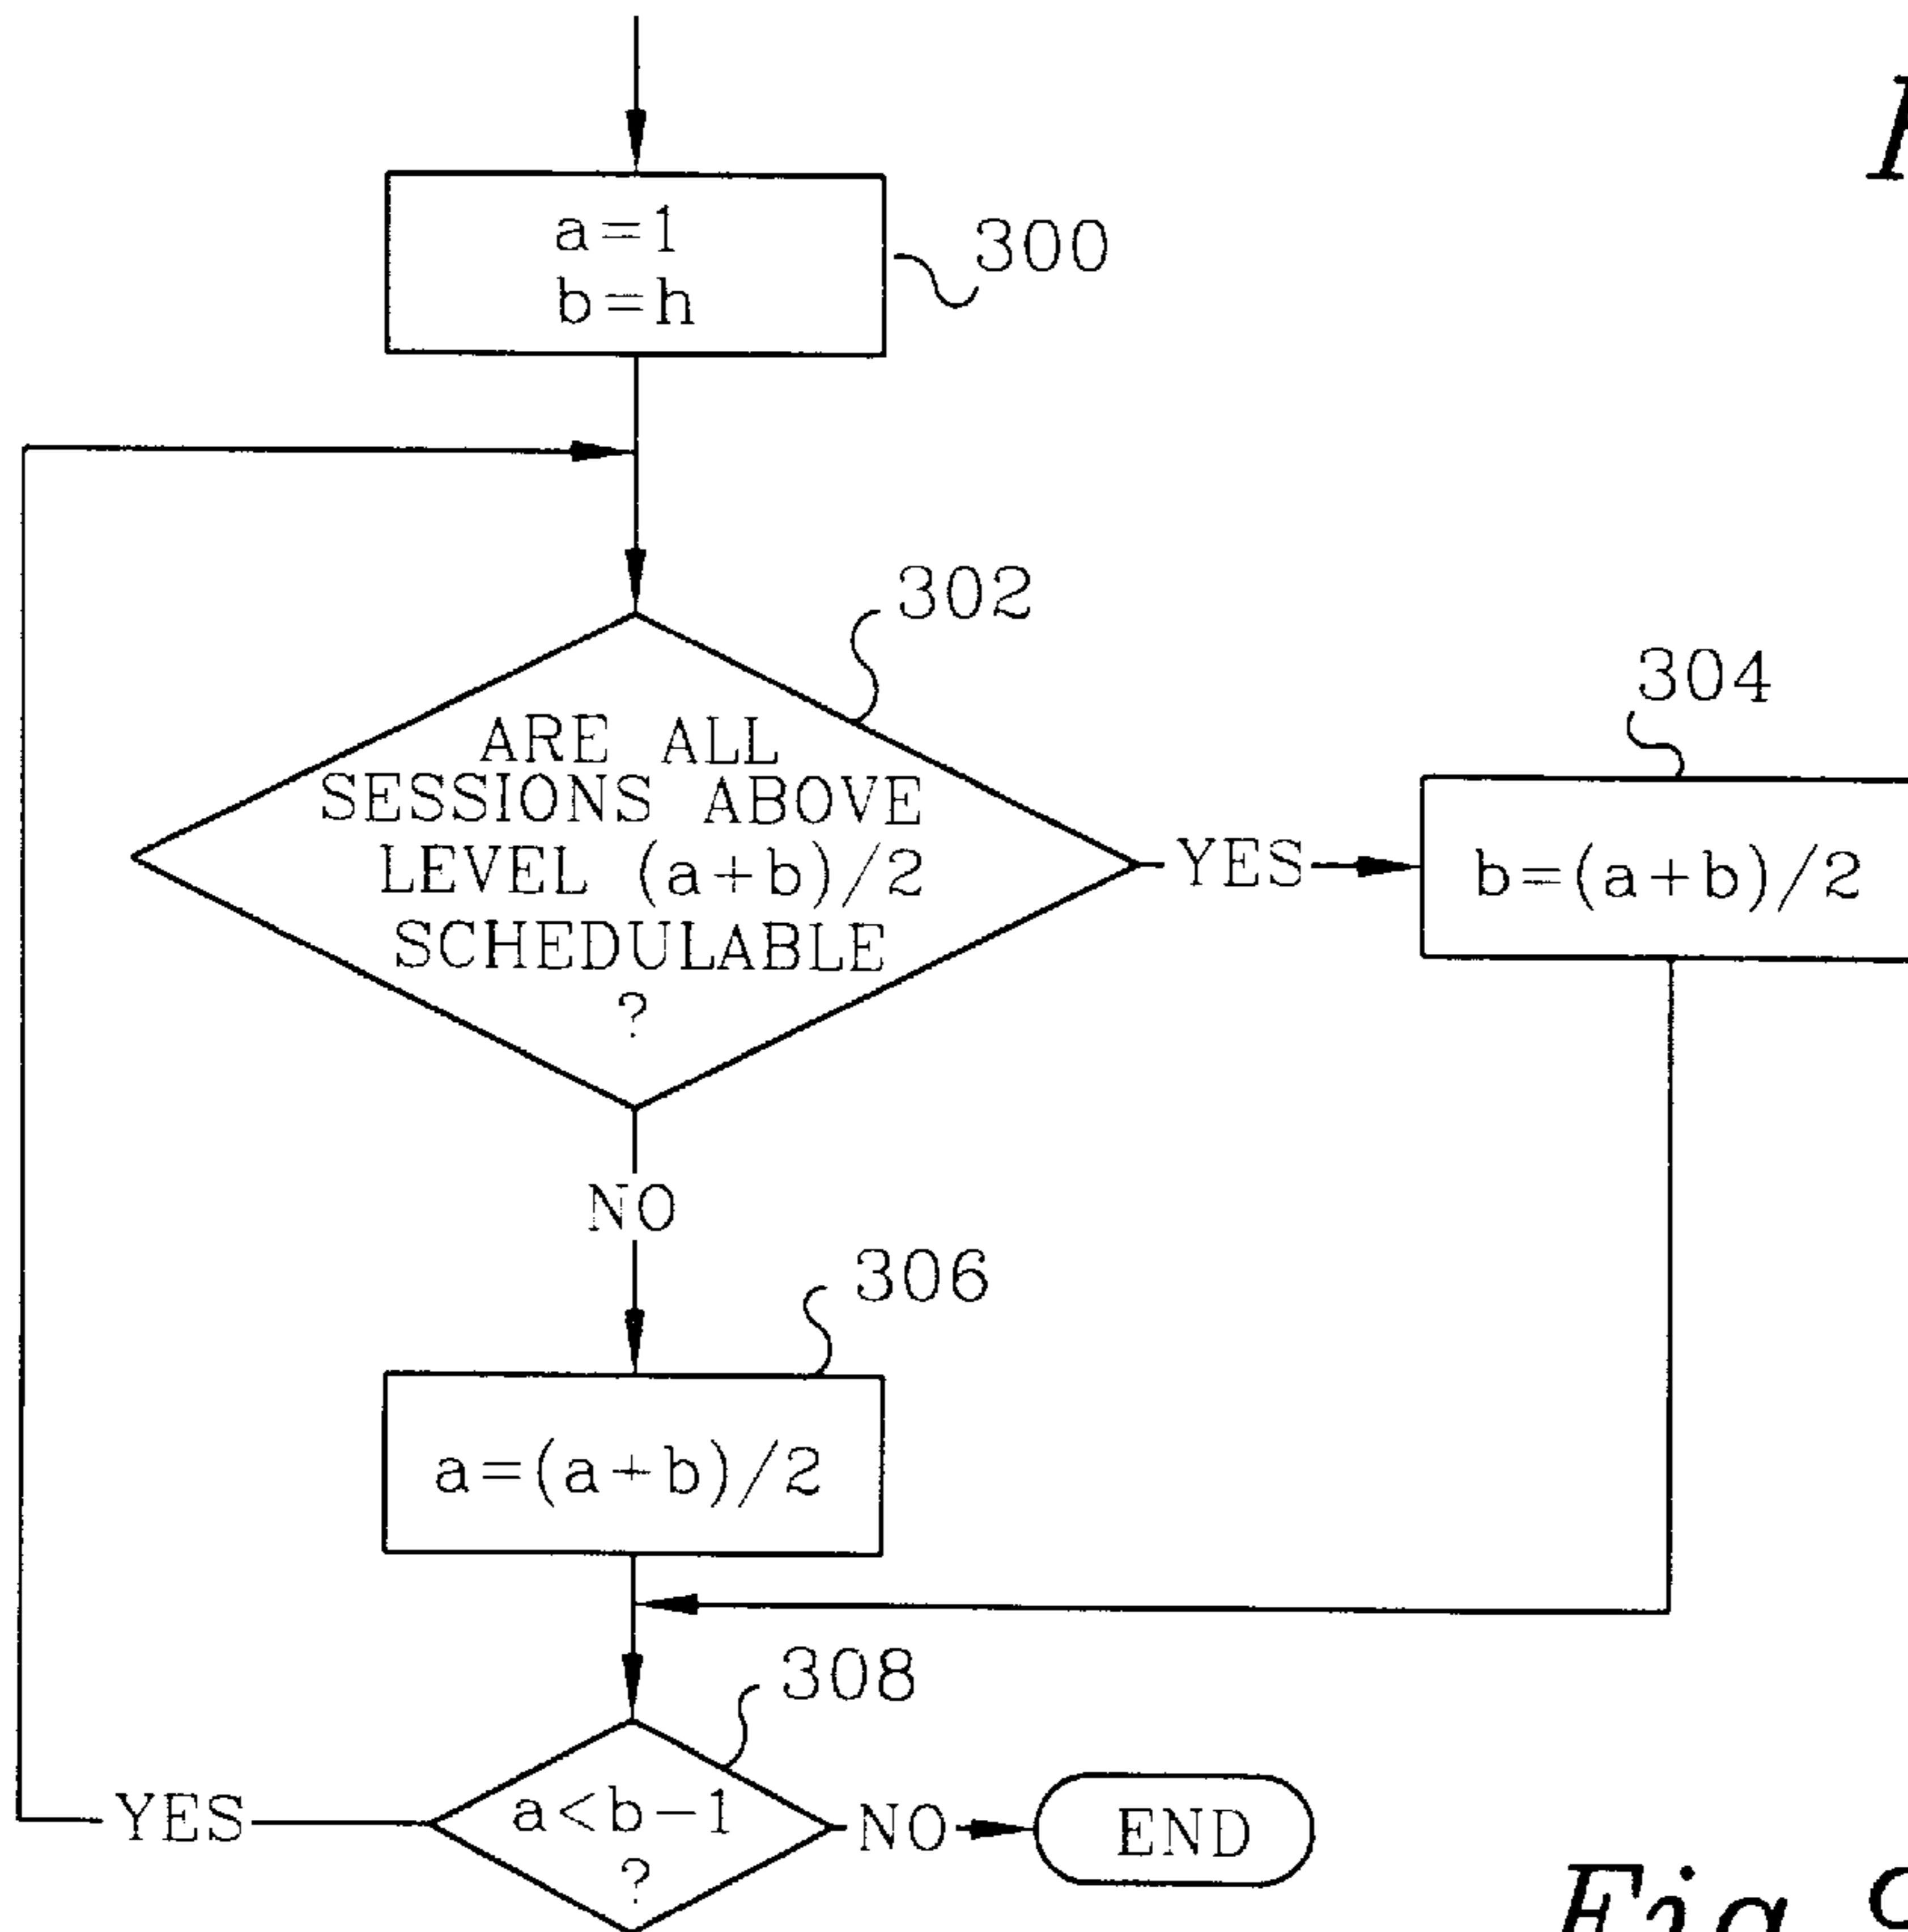 a=1
b=h
300
302
ARE ALL
SESSIONS ABOVE
LEVEL (a+b)/2
SCHEDULABLE
?
YES
304
b=(a+b)/2
NO
306
a=(a+b)/2
308
a<b-1
?
YES
NO
END
Fig